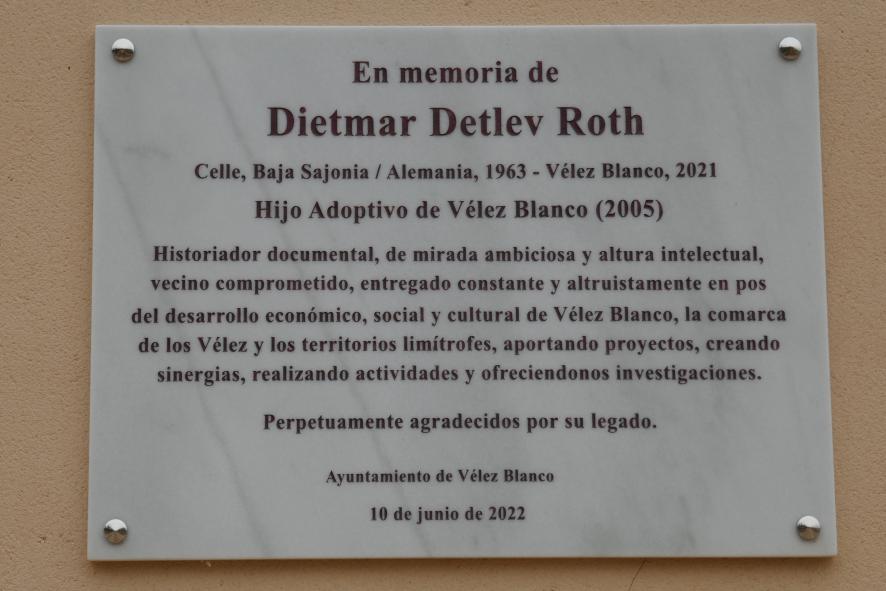 En memoria de
Dietmar Detlev Roth
Celle, Baja Sajonia / Alemania, 1963 - Vélez Blanco, 2021
Hijo Adoptivo de Vélez Blanco (2005)
Historiador documental, de mirada ambiciosa y altura intelectual,
vecino comprometido, entregado constante y altruistamente en pos
del desarrollo económico, social y cultural de Vélez Blanco, la comarca
de los Vélez y los territorios limítrofes, aportando proyectos, creando
sinergias, realizando actividades y ofreciendonos investigaciones.
Perpetuamente agradecidos por su legado.
Ayuntamiento de Vélez Blanco
10 de junio de 2022